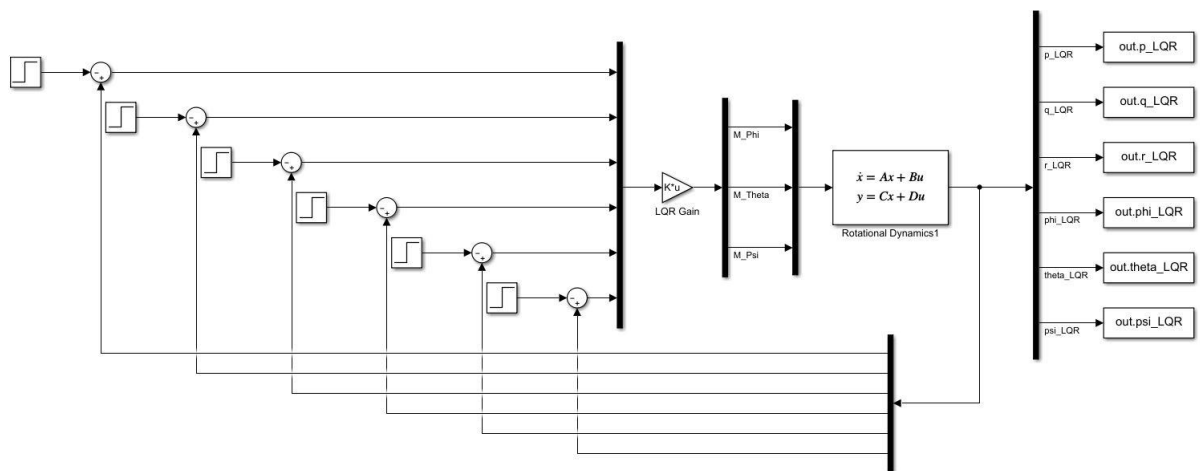 p_LQR
out.p_LQR
q_LQR
out.q_LQR
r_LQR
out.r_LQR
phi_LQR
out.phi_LQR
theta_LQR
out.theta_LQR
psi_LQR
out.psi_LQR
K*u
LQR Gain
M_Phi
M_Theta
M_Psi
ẋ = Ax + Bu
y = Cx + Du
Rotational Dynamics1
- +
- +
- +
- +
- +
- +